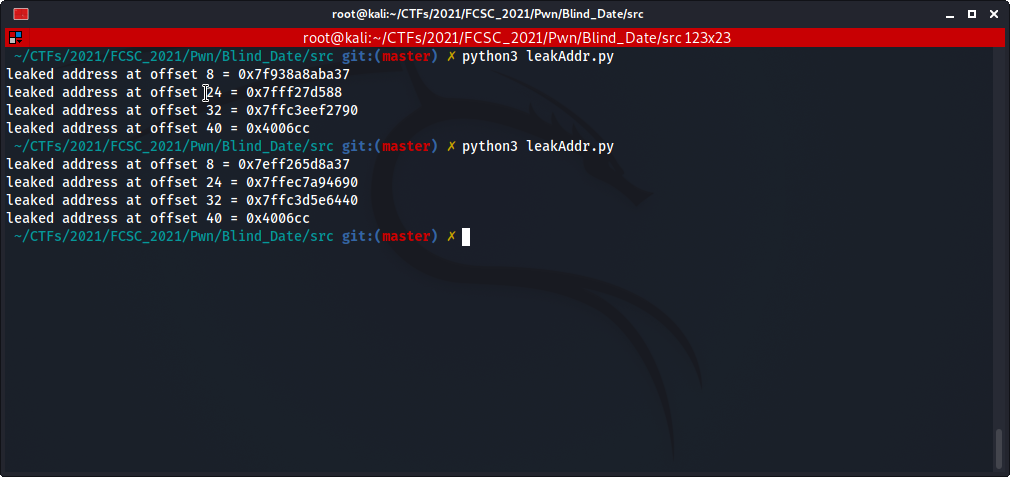 root@kali:~/CTFs/2021/FCSC_2021/Pwn/Blind_Date/src
root@kali:~/CTFs/2021/FCSC_2021/Pwn/Blind_Date/src 123x23
~/CTFs/2021/FCSC_2021/Pwn/Blind_Date/src git:(master) ✗ python3 leakAddr.py
leaked address at offset 8 = 0x7f938a8aba37
leaked address at offset 24 = 0x7fff27d588
leaked address at offset 32 = 0x7ffc3eef2790
leaked address at offset 40 = 0x4006cc
~/CTFs/2021/FCSC_2021/Pwn/Blind_Date/src git:(master) ✗ python3 leakAddr.py
leaked address at offset 8 = 0x7eff265d8a37
leaked address at offset 24 = 0x7ffec7a94690
leaked address at offset 32 = 0x7ffc3d5e6440
leaked address at offset 40 = 0x4006cc
~/CTFs/2021/FCSC_2021/Pwn/Blind_Date/src git:(master) ✗